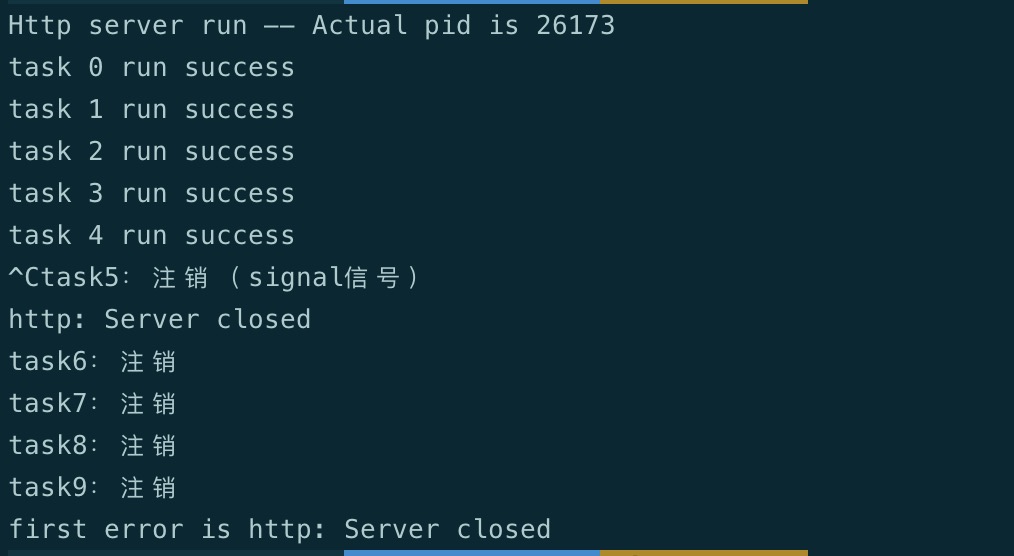 Http server run –– Actual pid is 26173
task 0 run success
task 1 run success
task 2 run success
task 3 run success
task 4 run success
^Ctask5：注销（signal信号）
http: Server closed
task6：注销
task7：注销
task8：注销
task9：注销
first error is http: Server closed